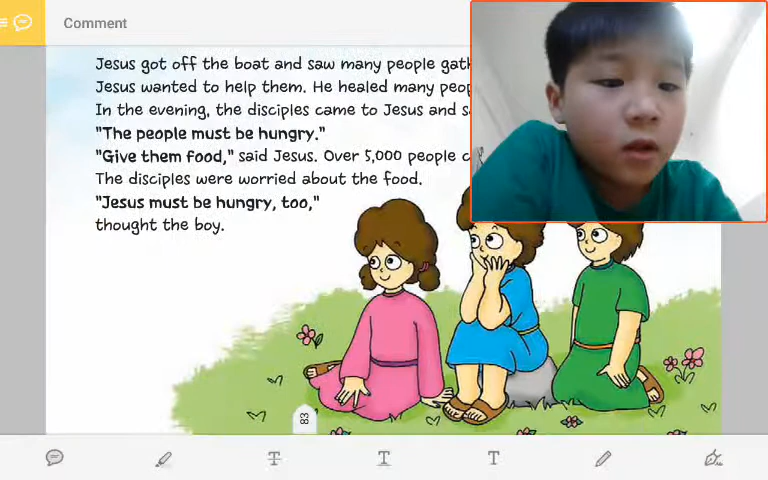 Comment
Jesus got off the boat and saw many people
Jesus wanted to help them. He healed many
In the evening, the disciples came to Jesus and
"The people must be hungry."
"Give them food," said Jesus. Over 5,000 people
The disciples were worried about the food.
"Jesus must be hungry, too,"
thought the boy.
83